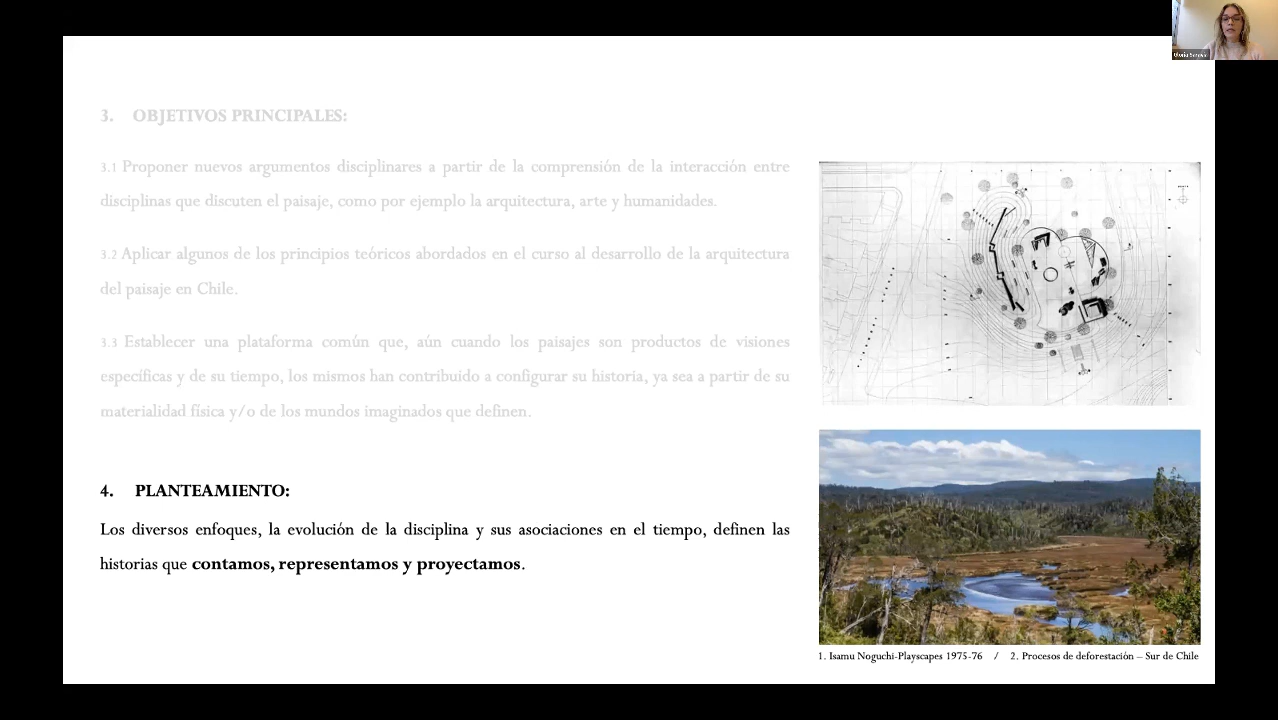 3. OBJETIVOS PRINCIPALES:
3.1 Proponer nuevos argumentos disciplinares a partir de la comprensión de la interacción entre
disciplinas que discuten el paisaje, como por ejemplo la arquitectura, arte y humanidades.
3.2 Aplicar algunos de los principios teóricos abordados en el curso al desarrollo de la arquitectura
del paisaje en Chile.
3.3 Establecer una plataforma común que, aún cuando los paisajes son productos de visiones
específicas y de su tiempo, los mismos han contribuido a configurar su historia, ya sea a partir de su
materialidad física y/o de los mundos imaginados que definen.
4. PLANTEAMIENTO:
Los diversos enfoques, la evolución de la disciplina y sus asociaciones en el tiempo, definen las
historias que contamos, representamos y proyectamos.
1. Isamu Noguchi-Playscapes 1975-76 / 2. Procesos de deforestación – Sur de Chile